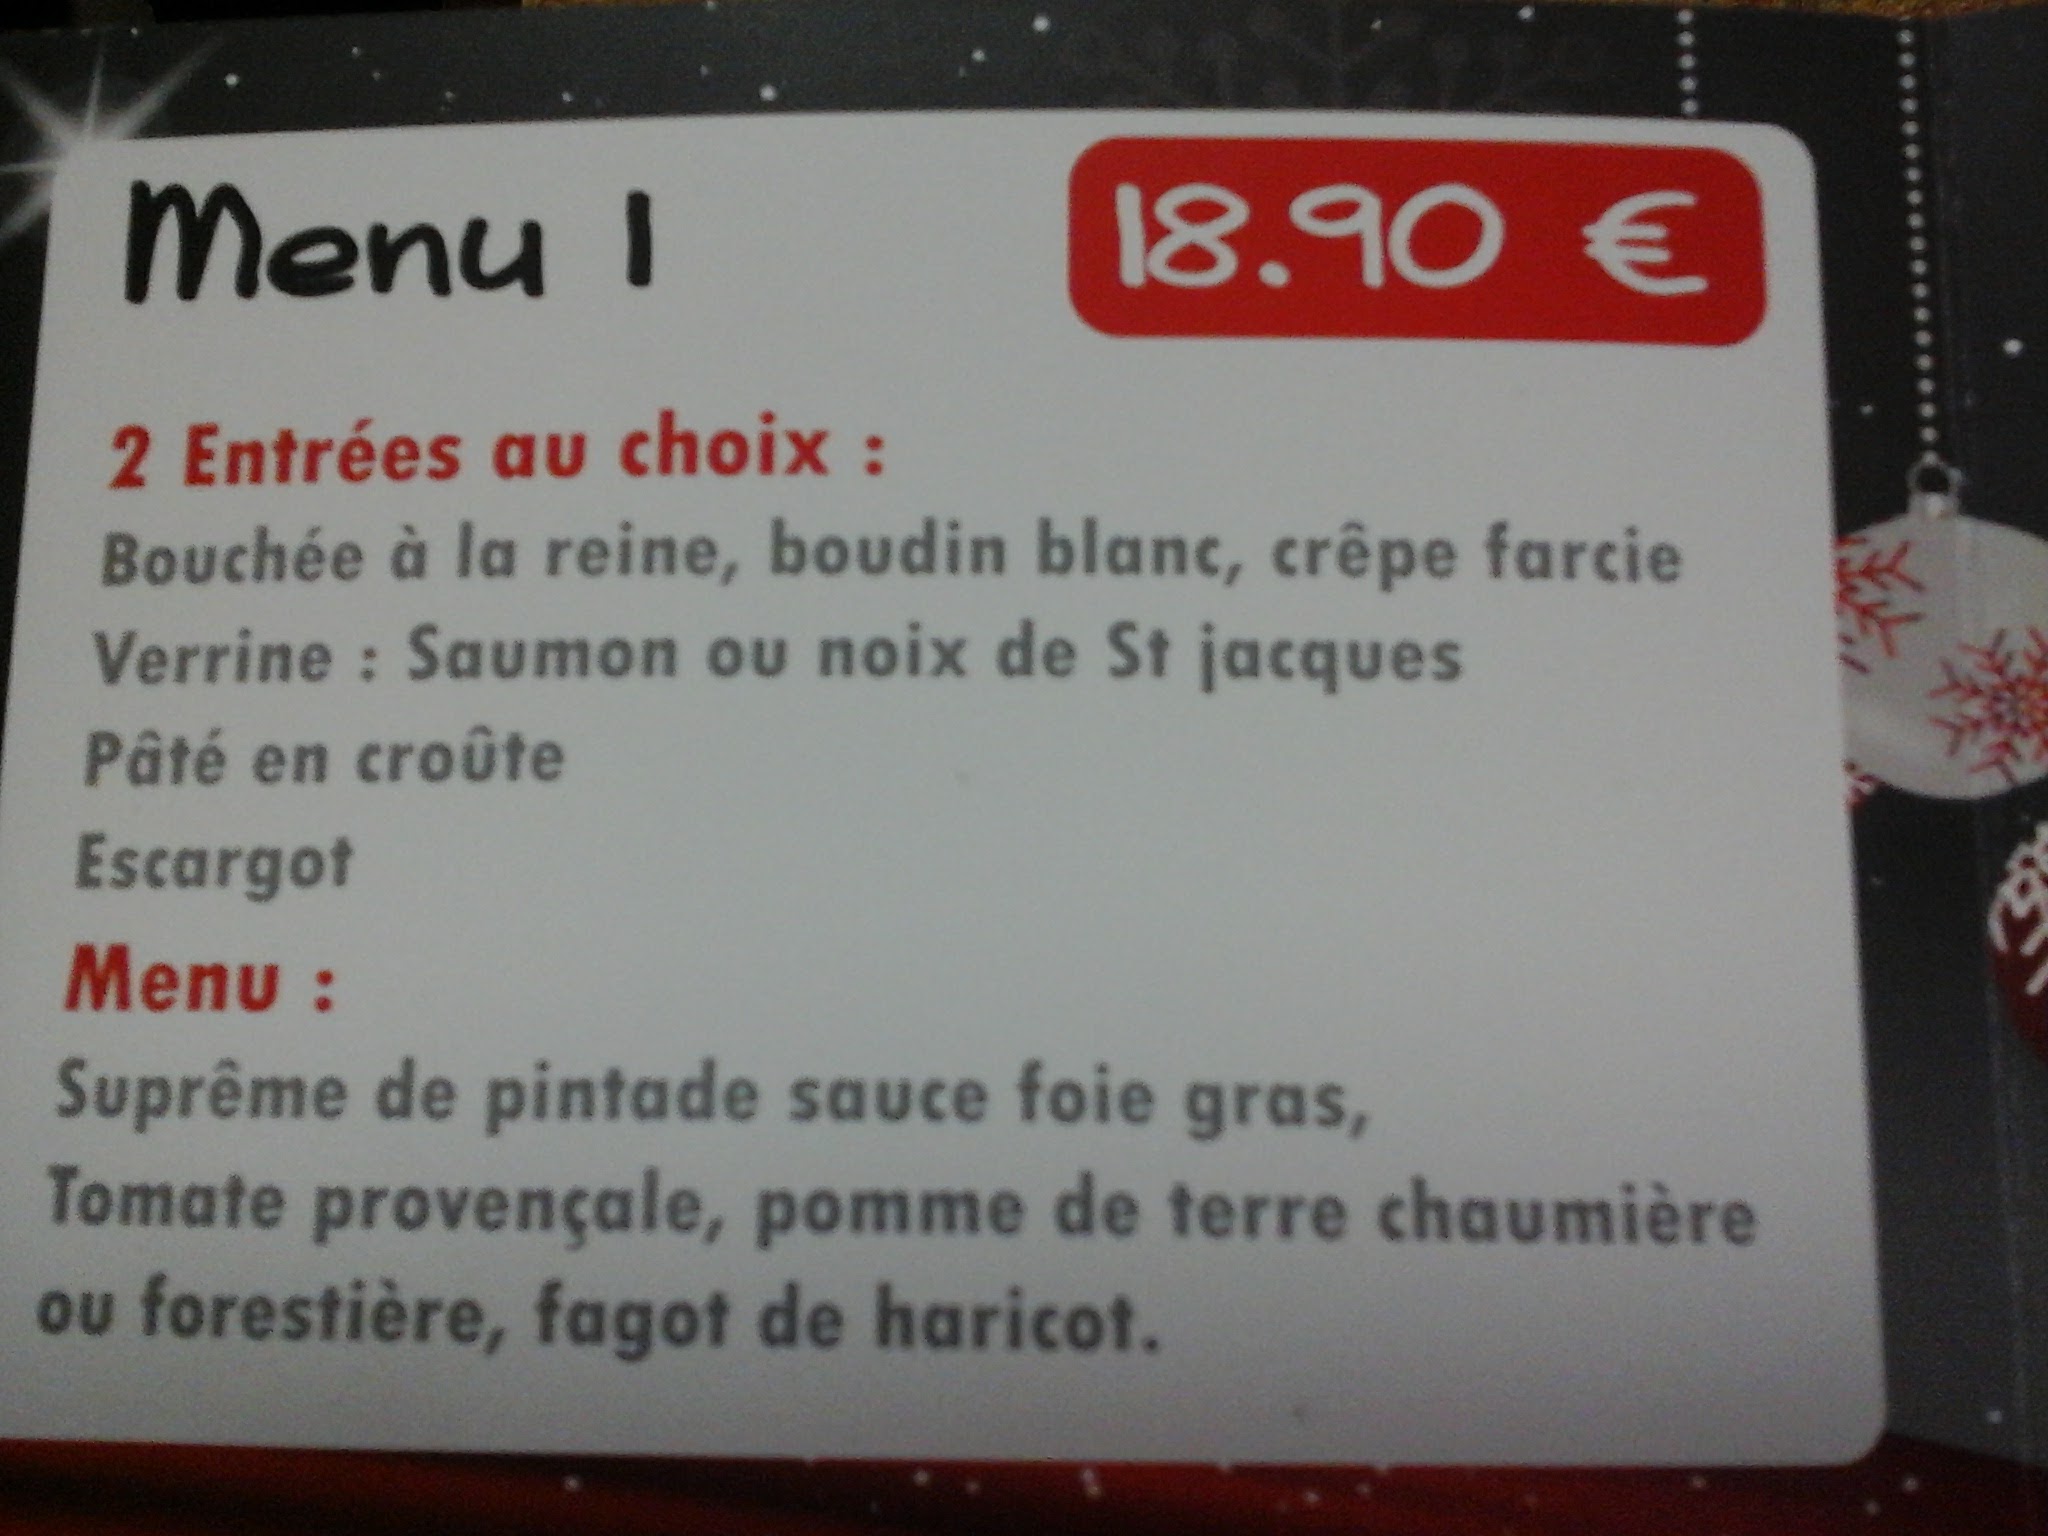 Menu 1
18.90 €
2 Entrées au choix :
Bouchée à la reine, boudin blanc, crêpe farcie
Verrine : Saumon ou noix de St jacques
Pâté en croûte
Escargot
Menu :
Suprême de pintade sauce foie gras,
Tomate provençale, pomme de terre chaumière
ou forestière, fagot de haricot.